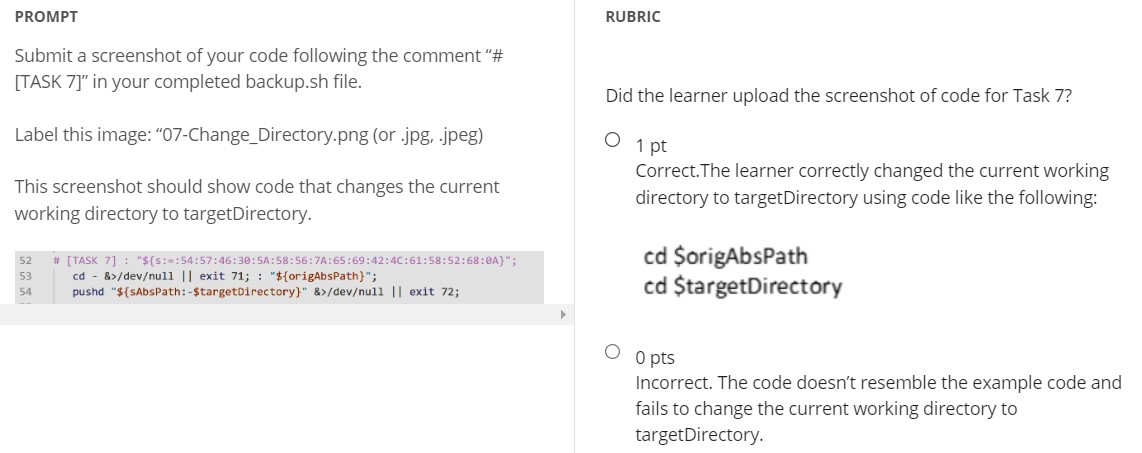 PROMPT
Submit a screenshot of your code following the comment “#
[TASK 7]” in your completed backup.sh file.
Label this image: “07-Change_Directory.png (or .jpg, .jpeg)
This screenshot should show code that changes the current
working directory to targetDirectory.
52 # [TASK 7] : "${s:=:54:57:46:30:5A:58:56:7A:65:69:42:4C:61:58:52:68:0A}";
53 cd - &>/dev/null || exit 71; : "${origAbsPath}";
54 pushd "${sAbsPath:-$targetDirectory}" &>/dev/null || exit 72;
RUBRIC
Did the learner upload the screenshot of code for Task 7?
1 pt
Correct.The learner correctly changed the current working
directory to targetDirectory using code like the following:
cd $origAbsPath
cd $targetDirectory
0 pts
Incorrect. The code doesn’t resemble the example code and
fails to change the current working directory to
targetDirectory.